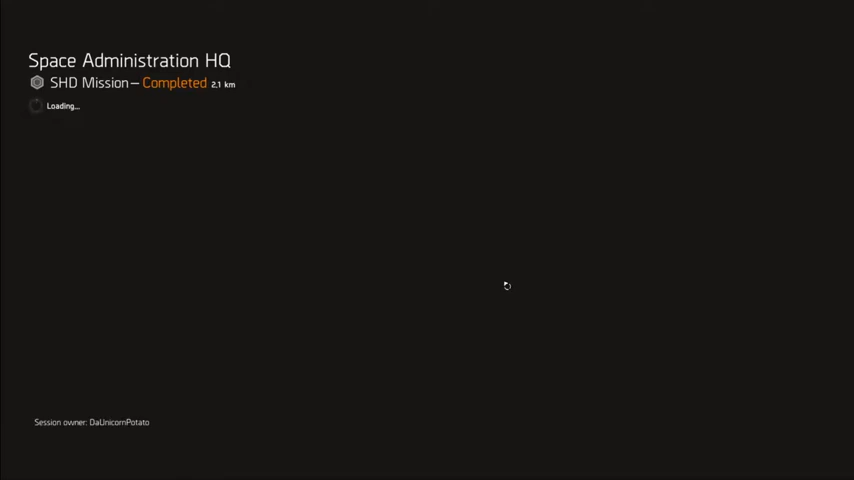 Space Administration HQ
SHD Mission – Completed 2.1 km
Loading...
Session owner: DaUnicornPotato